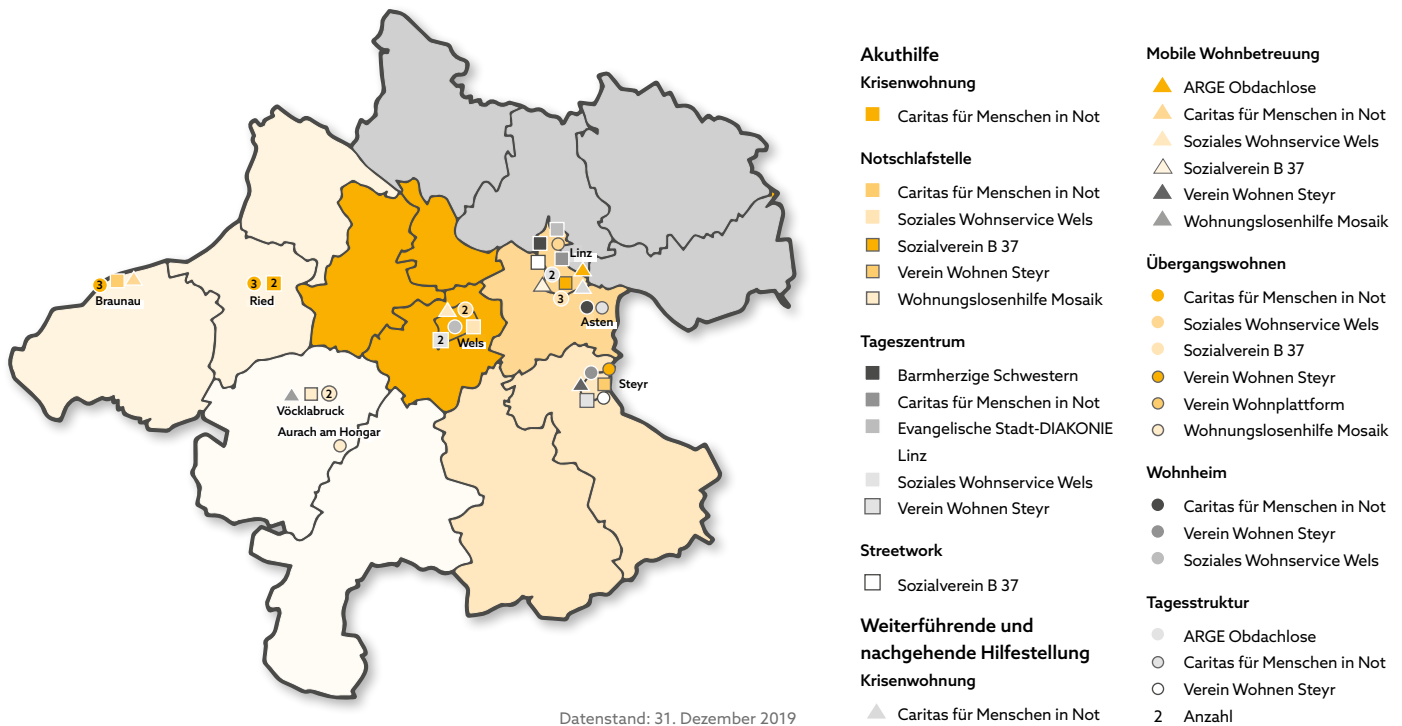 Linz
2
3
3
Braunau
3
2
Ried
2
2
Wels
Asten
Steyr
2
Vöcklabruck
Aurach am Hongar
Datenstand: 31. Dezember 2019
Akuthilfe
Krisenwohnung
Caritas für Menschen in Not
Notschlafstelle
Caritas für Menschen in Not
Soziales Wohnservice Wels
Sozialverein B 37
Verein Wohnen Steyr
Wohnungslosenhilfe Mosaik
Tageszentrum
Barmherzige Schwestern
Caritas für Menschen in Not
Evangelische Stadt-DIAKONIE
Linz
Soziales Wohnservice Wels
Verein Wohnen Steyr
Streetwork
Sozialverein B 37
Weiterführende und
nachgehende Hilfestellung
Krisenwohnung
Caritas für Menschen in Not
Mobile Wohnbetreuung
ARGE Obdachlose
Caritas für Menschen in Not
Soziales Wohnservice Wels
Sozialverein B 37
Verein Wohnen Steyr
Wohnungslosenhilfe Mosaik
Übergangswohnen
Caritas für Menschen in Not
Soziales Wohnservice Wels
Sozialverein B 37
Verein Wohnen Steyr
Verein Wohnplattform
Wohnungslosenhilfe Mosaik
Wohnheim
Caritas für Menschen in Not
Verein Wohnen Steyr
Soziales Wohnservice Wels
Tagesstruktur
ARGE Obdachlose
Caritas für Menschen in Not
Verein Wohnen Steyr
2 Anzahl